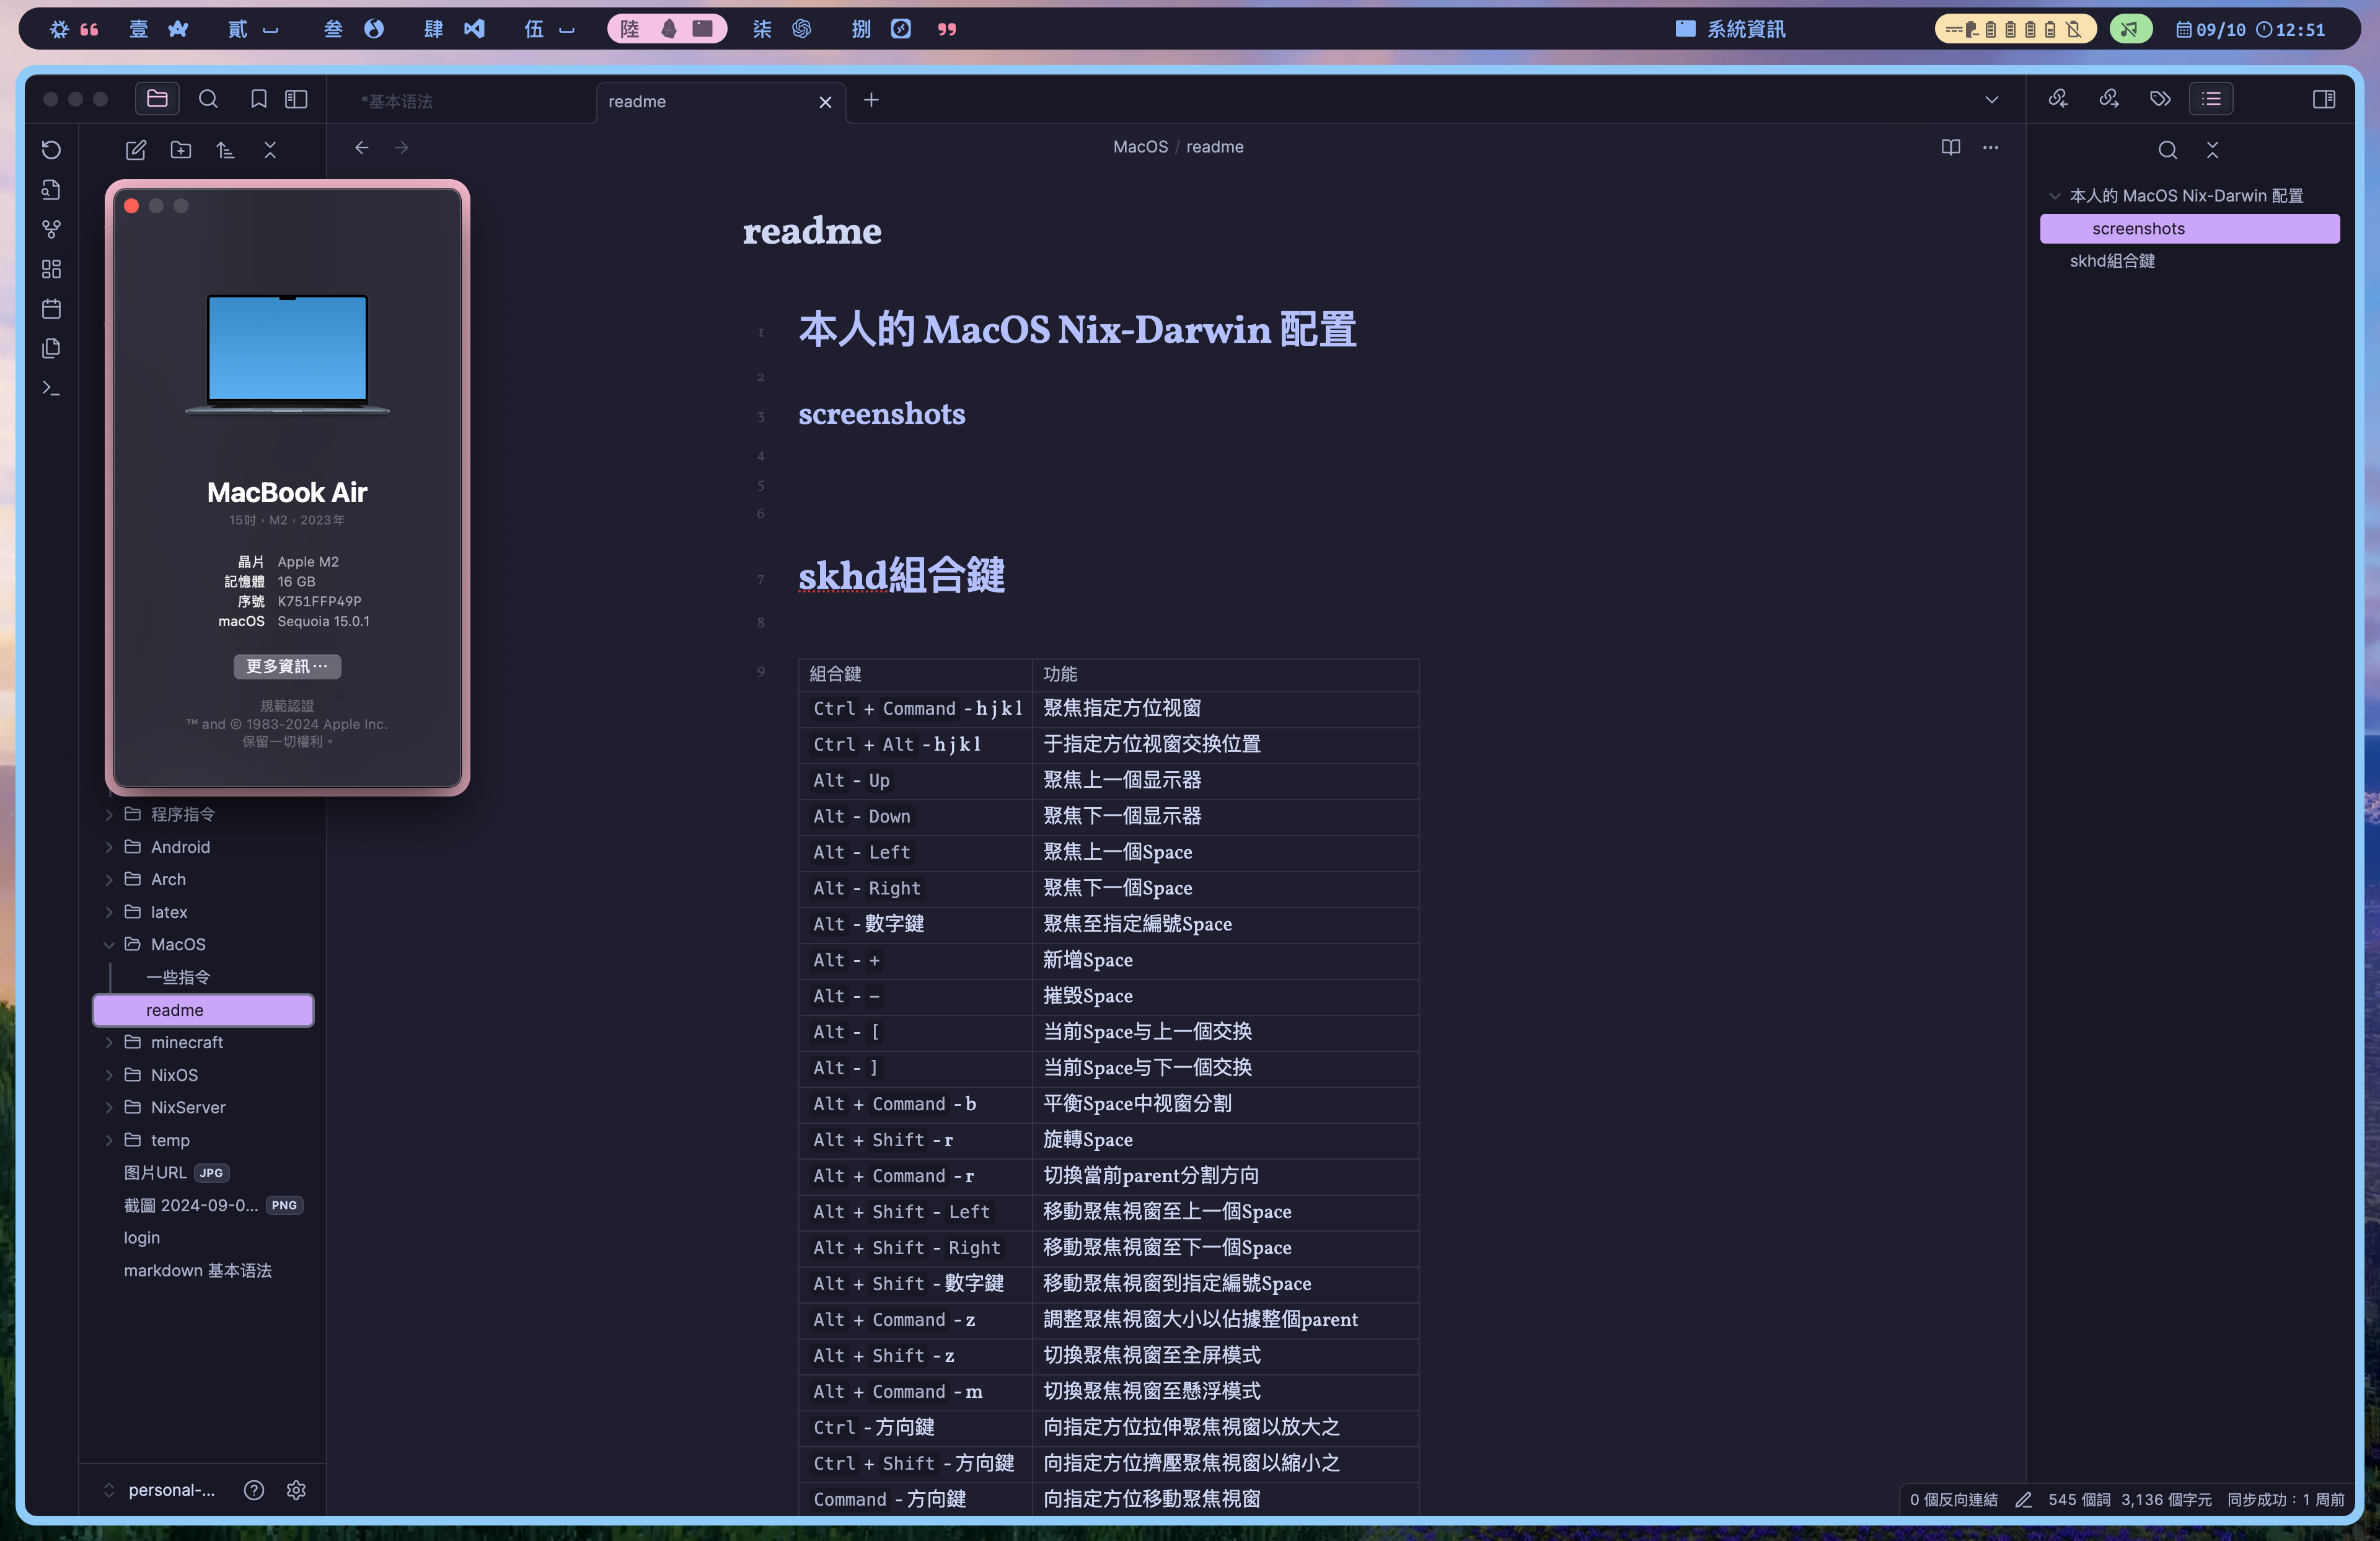 壹 貳 叁 肆 伍 陸 柒 捌
系統資訊
09/10 12:51
*基本语法
readme
MacOS / readme
MacBook Air
15吋,M2,2023年
晶片 Apple M2
記憶體 16 GB
序號 K751FFP49P
macOS Sequoia 15.0.1
更多資訊⋯
規範認證
™ and © 1983-2024 Apple Inc.
保留一切權利。
程序指令
Android
Arch
latex
MacOS
一些指令
readme
minecraft
NixOS
NixServer
temp
图片URL JPG
截圖 2024-09-0... PNG
login
markdown 基本语法
personal-...
readme
1 本人的 MacOS Nix-Darwin 配置
2
3 screenshots
4
5
6
7 skhd組合鍵
8
9
組合鍵 功能
Ctrl + Command - h j k l 聚焦指定方位视窗
Ctrl + Alt - h j k l 于指定方位视窗交换位置
Alt - Up 聚焦上一個显示器
Alt - Down 聚焦下一個显示器
Alt - Left 聚焦上一個Space
Alt - Right 聚焦下一個Space
Alt - 數字鍵 聚焦至指定編號Space
Alt - + 新增Space
Alt - − 摧毁Space
Alt - [ 当前Space与上一個交换
Alt - ] 当前Space与下一個交换
Alt + Command - b 平衡Space中视窗分割
Alt + Shift - r 旋轉Space
Alt + Command - r 切換當前parent分割方向
Alt + Shift - Left 移動聚焦視窗至上一個Space
Alt + Shift - Right 移動聚焦視窗至下一個Space
Alt + Shift - 數字鍵 移動聚焦視窗到指定編號Space
Alt + Command - z 調整聚焦視窗大小以佔據整個parent
Alt + Shift - z 切換聚焦視窗至全屏模式
Alt + Command - m 切換聚焦視窗至懸浮模式
Ctrl - 方向鍵 向指定方位拉伸聚焦視窗以放大之
Ctrl + Shift - 方向鍵 向指定方位擠壓聚焦視窗以縮小之
Command - 方向鍵 向指定方位移動聚焦視窗
本人的 MacOS Nix-Darwin 配置
screenshots
skhd組合鍵
0 個反向連結 545 個詞 3,136 個字元 同步成功:1 周前